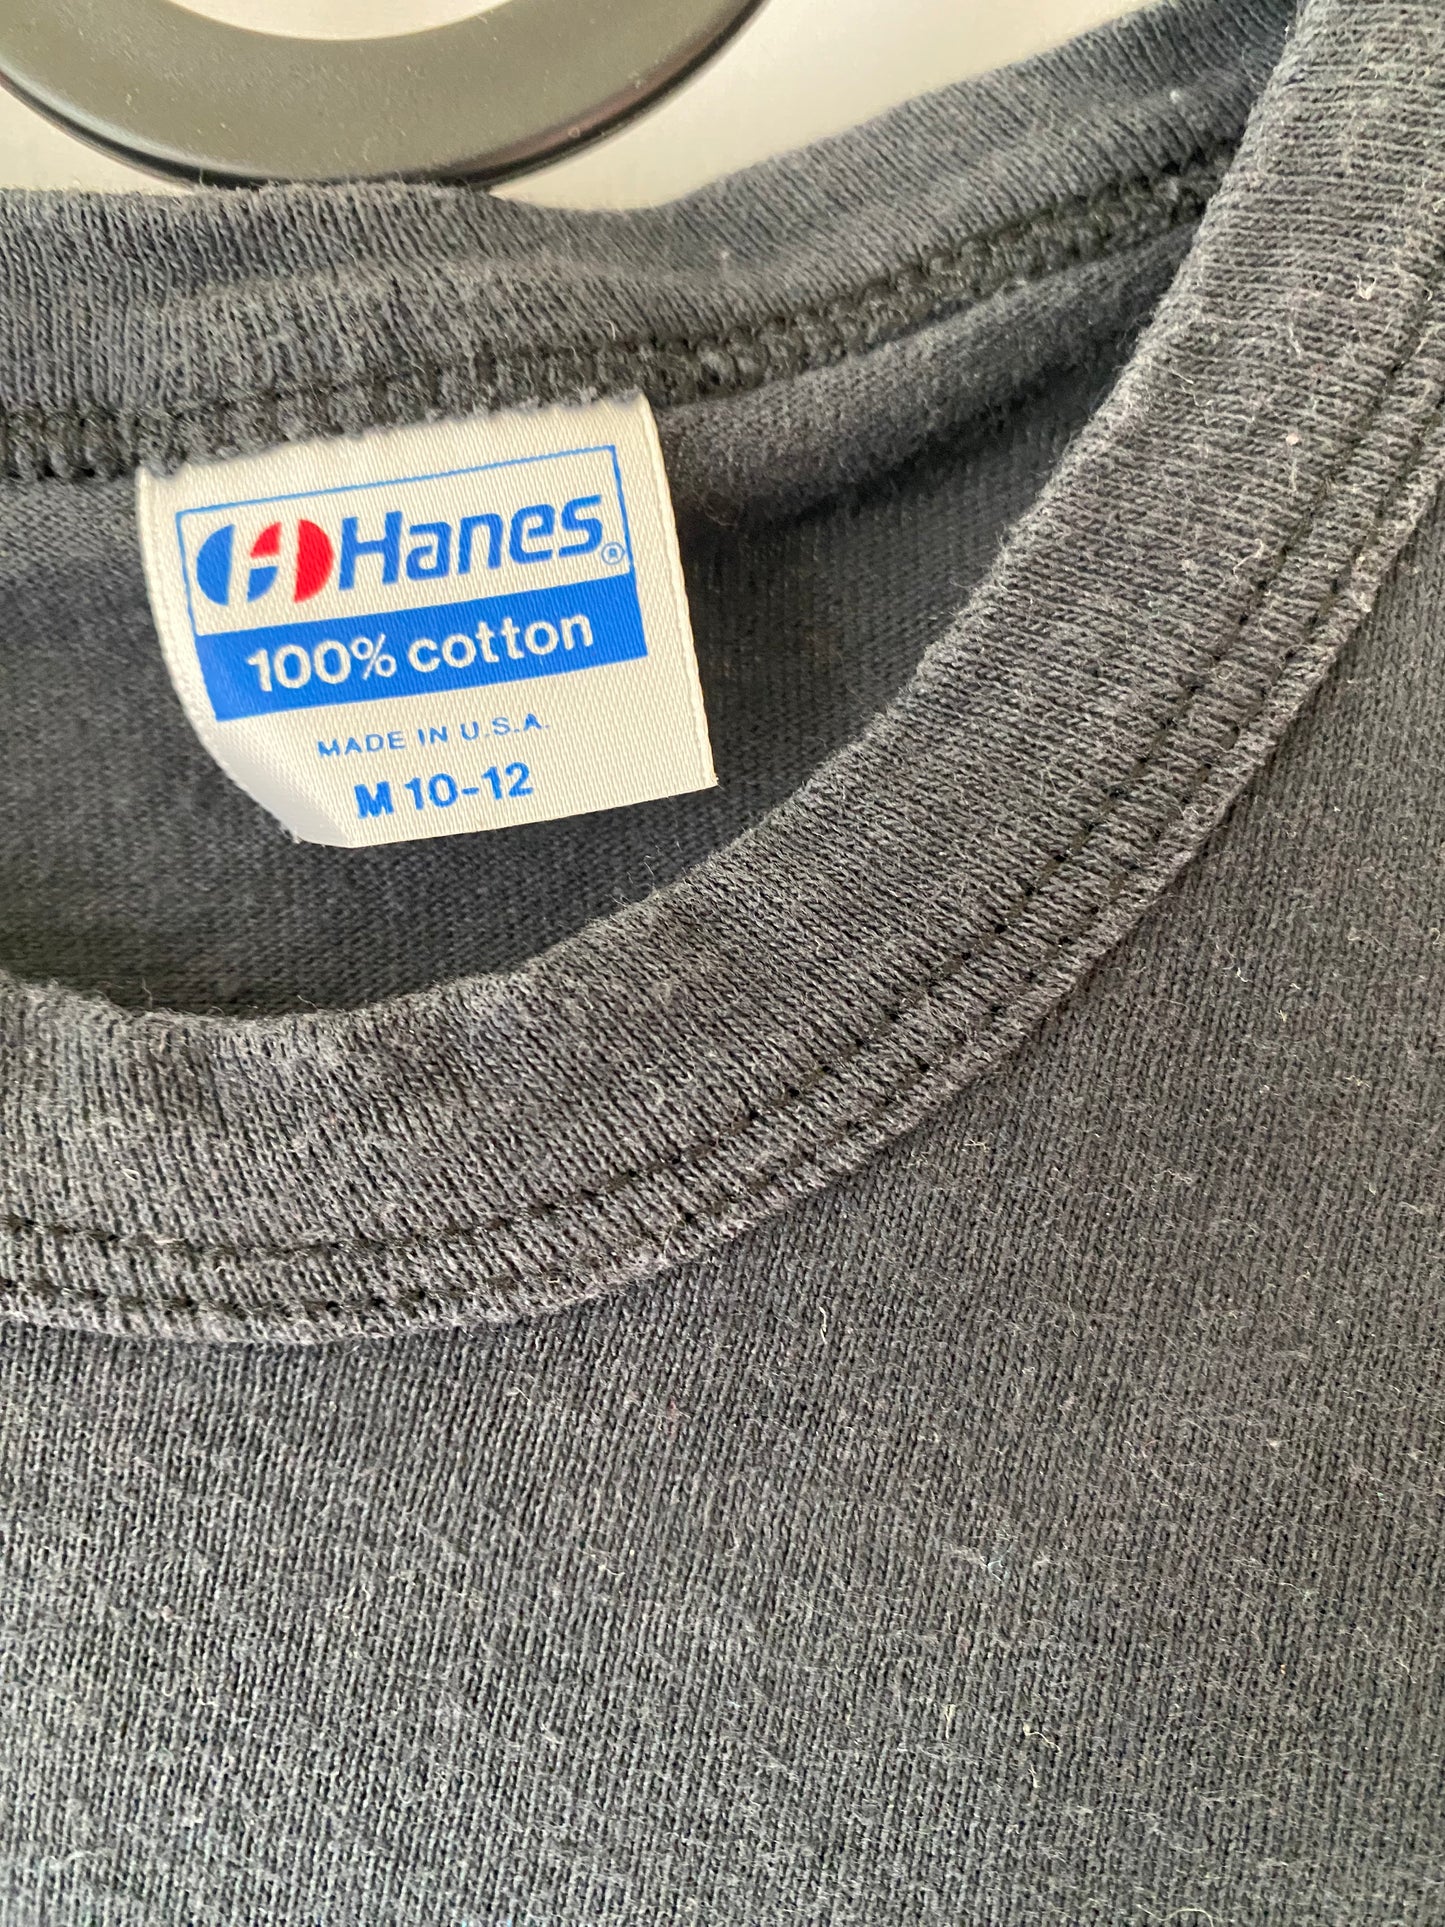 Hanes®
100% cotton
MADE IN U.S.A.
M 10-12